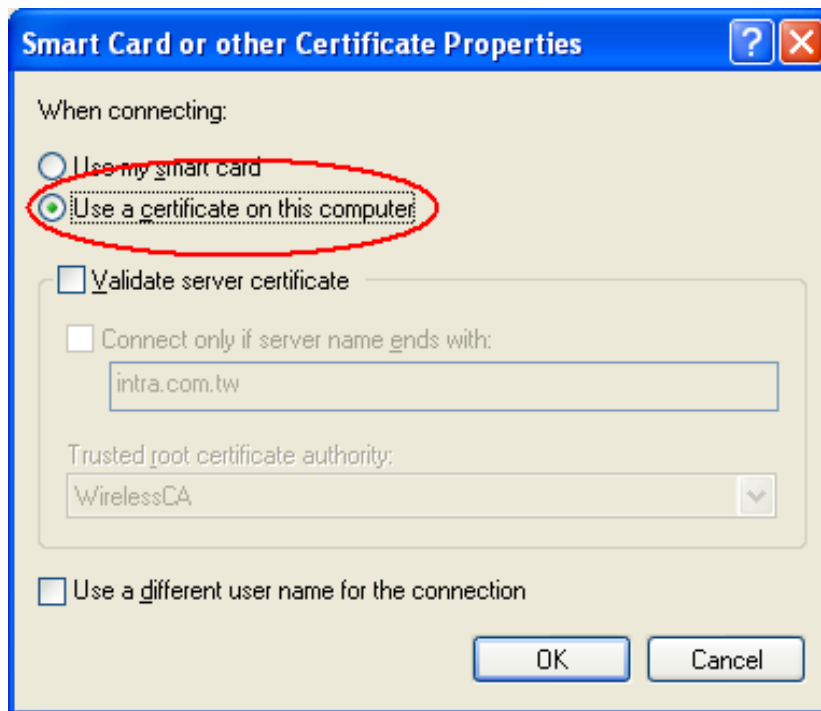 Smart Card or other Certificate Properties
When connecting:
Use my smart card
Use a certificate on this computer
Validate server certificate
Connect only if server name ends with:
intra.com.tw
Trusted root certificate authority:
WirelessCA
Use a different user name for the connection
OK Cancel